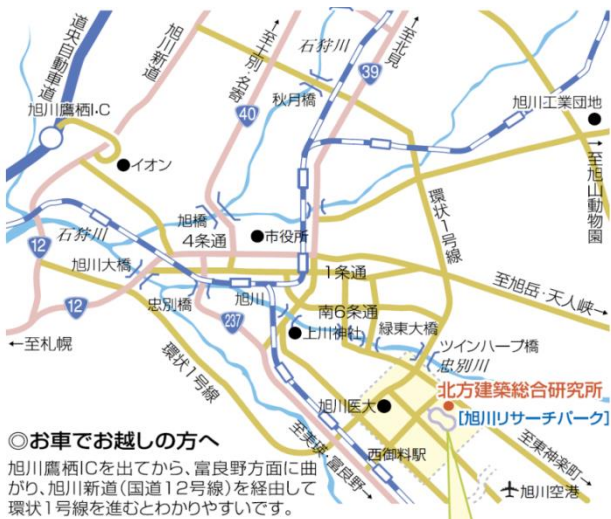 道央自動車道
旭川新道
→至士別・名寄
石狩川
→至北見
39
旭川鷹栖I.C
40
秋月橋
旭川工業団地
イオン
→至旭山動物園
環状1号線
旭橋
市役所
石狩川
4条通
12
旭川大橋
1条通
忠別橋
旭川
至旭岳・天人峡→
12
237
南6条通
上川神社
緑東大橋
ツインハープ橋
←至札幌
忠別川
環状1号線
北方建築総合研究所
旭川医大
[旭川リサーチパーク]
◎お車でお越しの方へ
至美瑛・富良野→
西御料駅
至東神楽町→
旭川鷹栖ICを出てから、富良野方面に曲
がり、旭川新道(国道12号線)を経由して
環状1号線を進むとわかりやすいです。
旭川空港